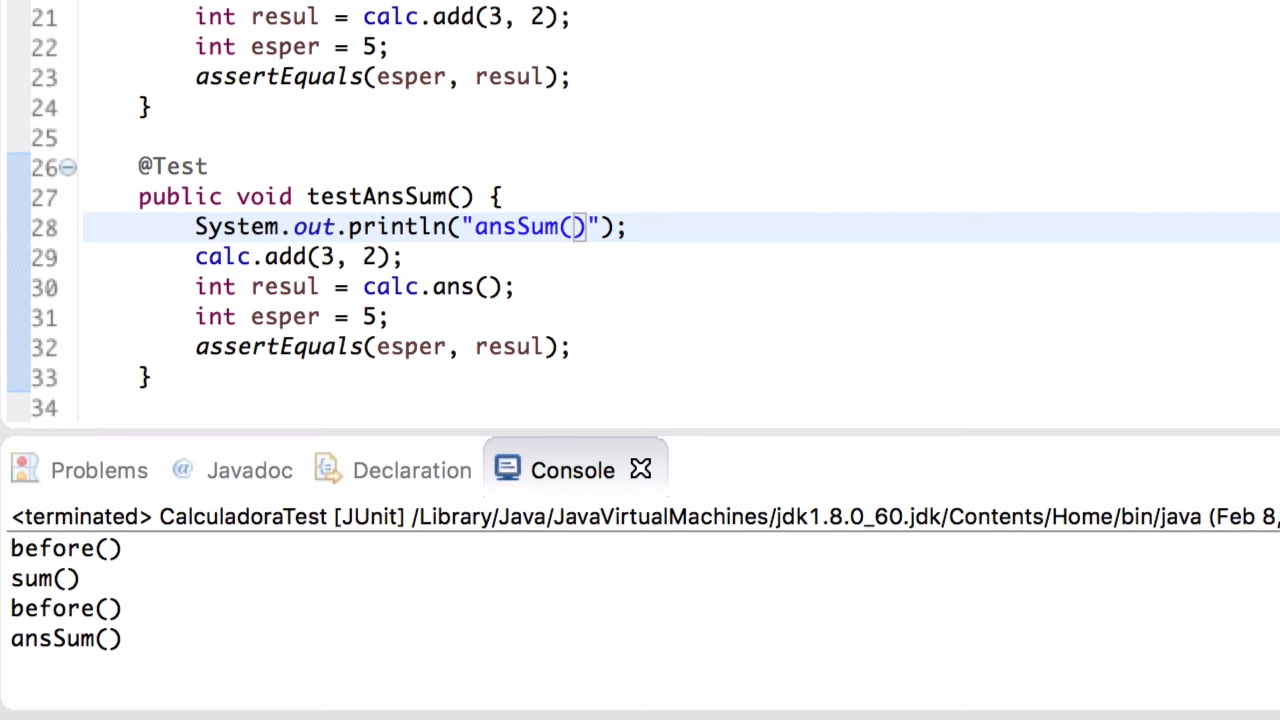 21 int resul = calc.add(3, 2);
22 int esper = 5;
23 assertEquals(esper, resul);
24 }
25
26 @Test
27 public void testAnsSum() {
28 System.out.println("ansSum()");
29 calc.add(3, 2);
30 int resul = calc.ans();
31 int esper = 5;
32 assertEquals(esper, resul);
33 }
34
Problems @ Javadoc Declaration Console
<terminated> CalculadoraTest [JUnit] /Library/Java/JavaVirtualMachines/jdk1.8.0_60.jdk/Contents/Home/bin/java (Feb 8,
before()
sum()
before()
ansSum()